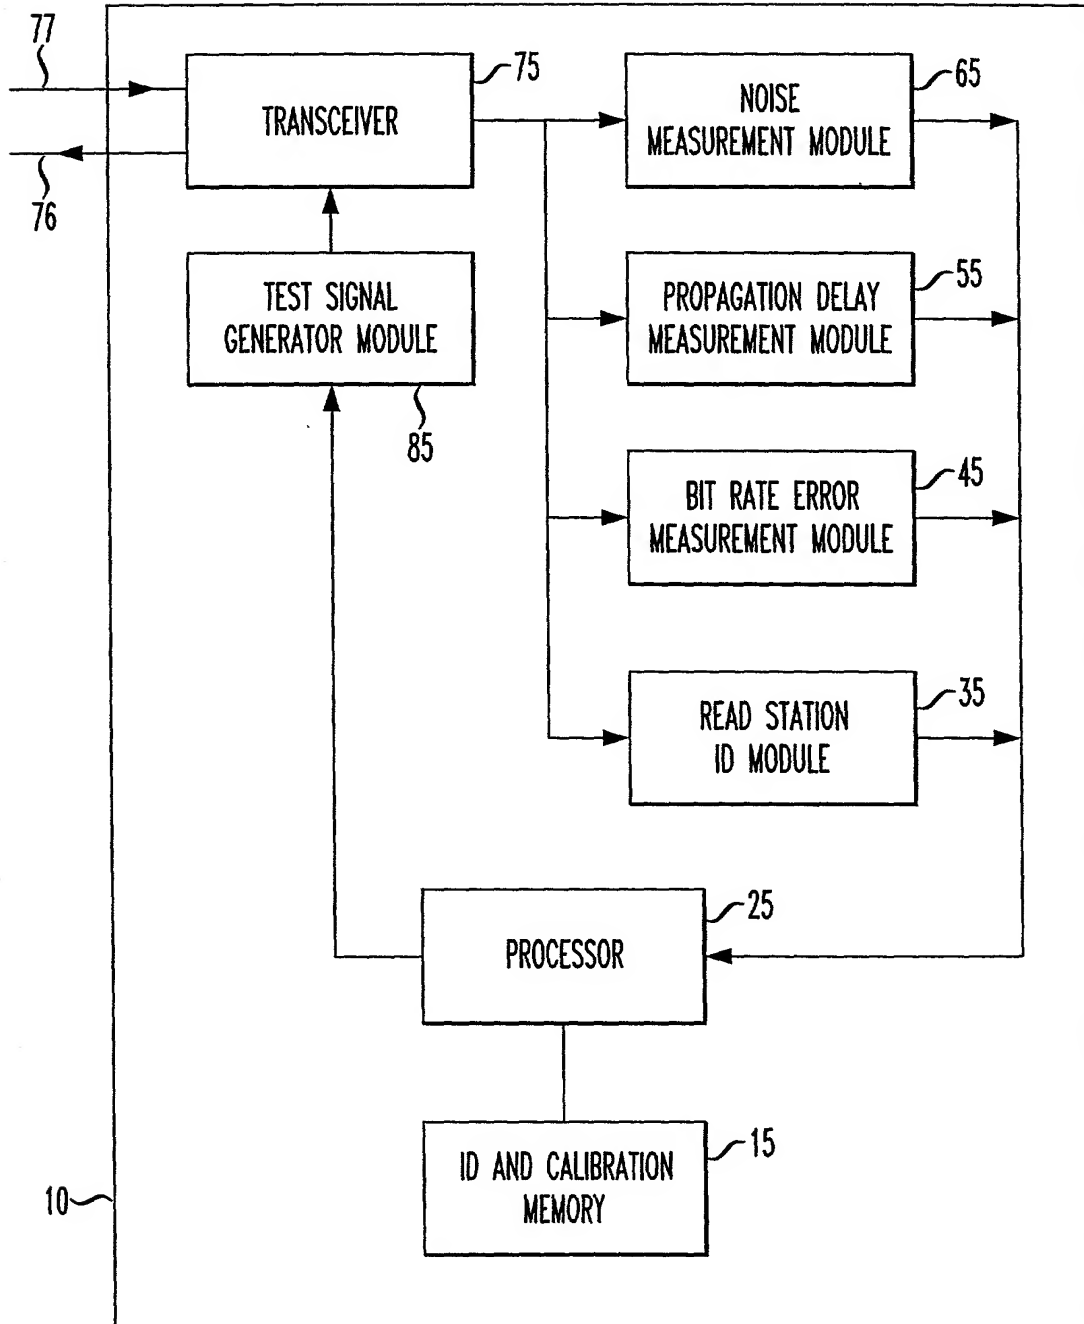 77
TRANSCEIVER
75
NOISE
MEASUREMENT MODULE
65
76
TEST SIGNAL
GENERATOR MODULE
85
PROPAGATION DELAY
MEASUREMENT MODULE
55
BIT RATE ERROR
MEASUREMENT MODULE
45
READ STATION
ID MODULE
35
PROCESSOR
25
ID AND CALIBRATION
MEMORY
15
10